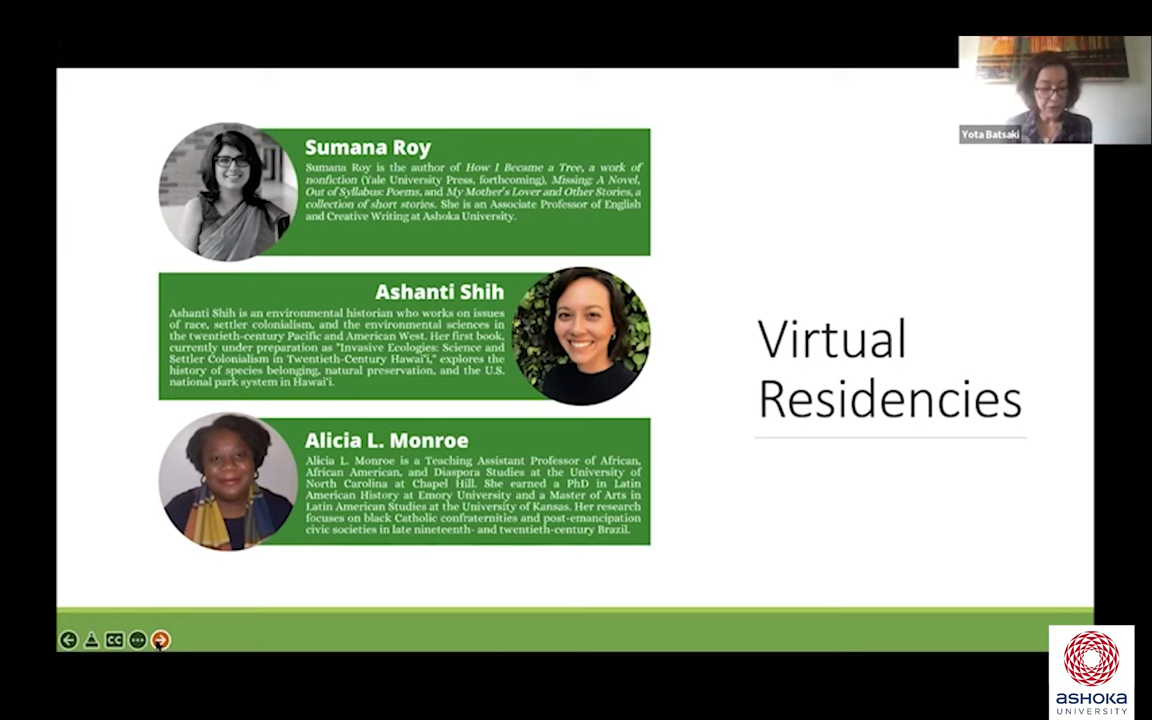 Yota Batsaki
Sumana Roy
Sumana Roy is the author of How I Became a Tree, a work of
nonfiction (Yale University Press, forthcoming), Missing: A Novel,
Out of Syllabus: Poems, and My Mother's Lover and Other Stories, a
collection of short stories. She is an Associate Professor of English
and Creative Writing at Ashoka University.
Ashanti Shih
Ashanti Shih is an environmental historian who works on issues
of race, settler colonialism, and the environmental sciences in
the twentieth-century Pacific and American West. Her first book,
currently under preparation as "Invasive Ecologies: Science and
Settler Colonialism in Twentieth-Century Hawai'i," explores the
history of species belonging, natural preservation, and the U.S.
national park system in Hawai'i.
Alicia L. Monroe
Alicia L. Monroe is a Teaching Assistant Professor of African,
African American, and Diaspora Studies at the University of
North Carolina at Chapel Hill. She earned a PhD in Latin
American History at Emory University and a Master of Arts in
Latin American Studies at the University of Kansas. Her research
focuses on black Catholic confraternities and post-emancipation
civic societies in late nineteenth- and twentieth-century Brazil.
Virtual
Residencies
CC
ASHOKA
UNIVERSITY